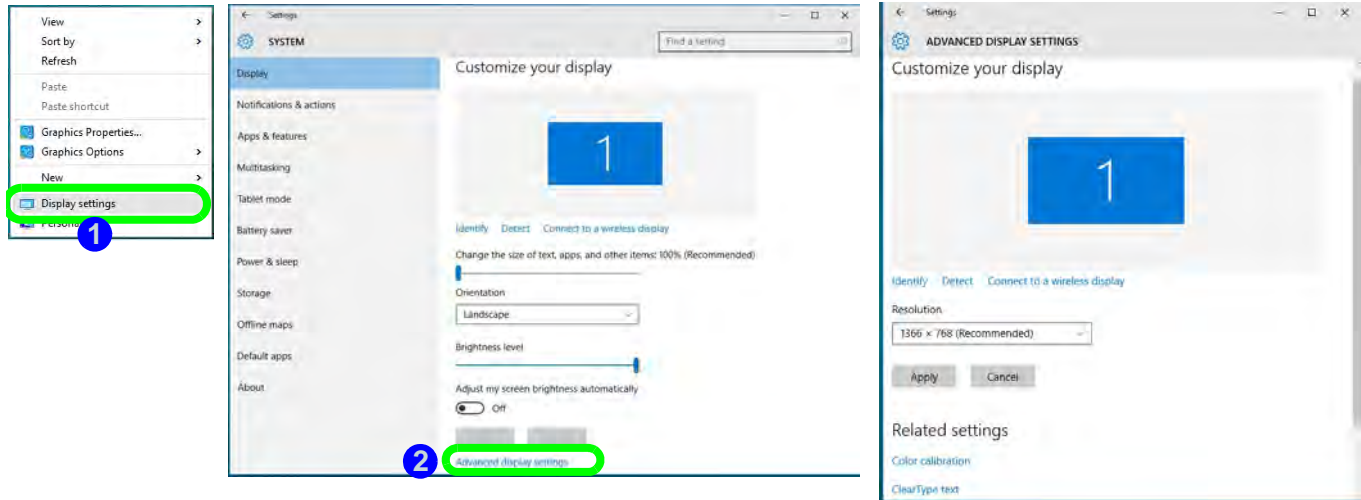 View
Sort by
Refresh
Paste
Paste shortcut
Graphics Properties...
Graphics Options
New
Display settings
1
Settings
SYSTEM
Find a setting
Display
Notifications & actions
Apps & features
Multitasking
Tablet mode
Battery saver
Power & sleep
Storage
Offline maps
Default apps
About
Customize your display
1
Identify Detect Connect to a wireless display
Change the size of text, apps, and other items: 100% (Recommended)
Orientation
Landscape
Brightness level
Adjust my screen brightness automatically
Off
2
Advanced display settings
Settings
ADVANCED DISPLAY SETTINGS
Customize your display
1
Identify Detect Connect to a wireless display
Resolution
1366 × 768 (Recommended)
Apply Cancel
Related settings
Color calibration
ClearType text